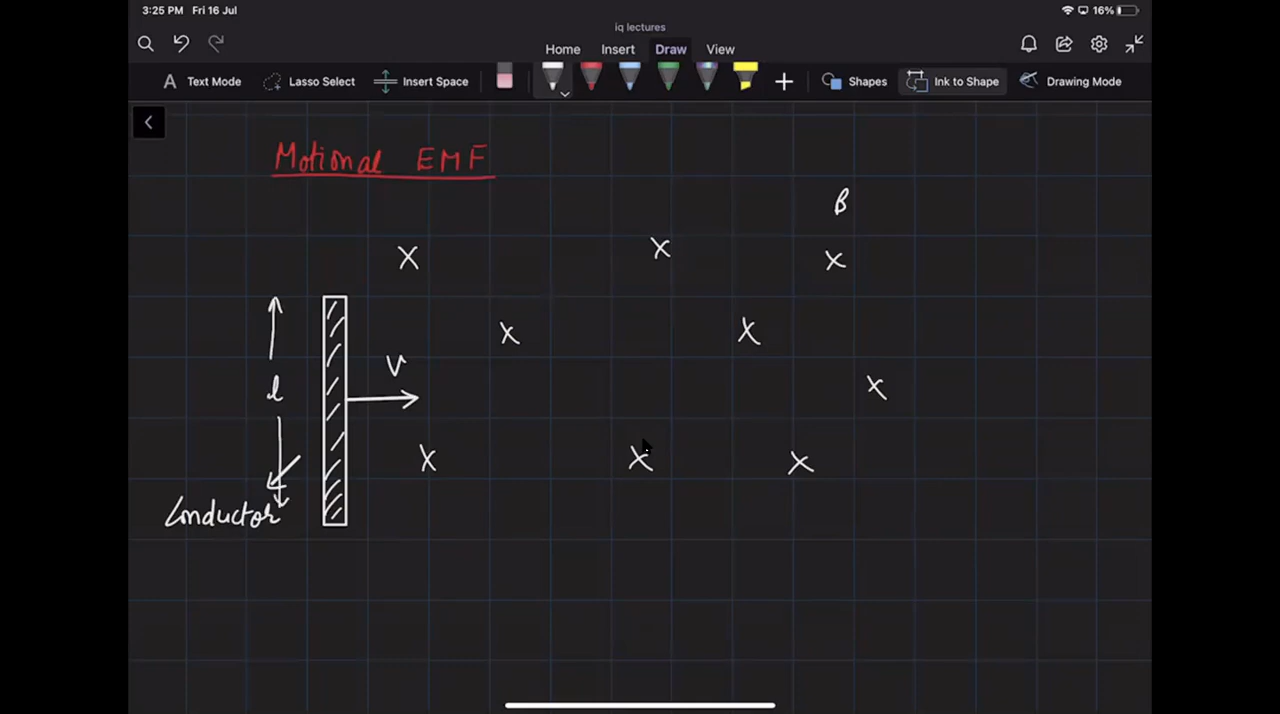 3:25 PM Fri 16 Jul
16%
iq lectures
Home Insert Draw View
Text Mode Lasso Select Insert Space Shapes Ink to Shape Drawing Mode
Motional EMF
B
X X X
X X
V
l
X
X X X
Conductor